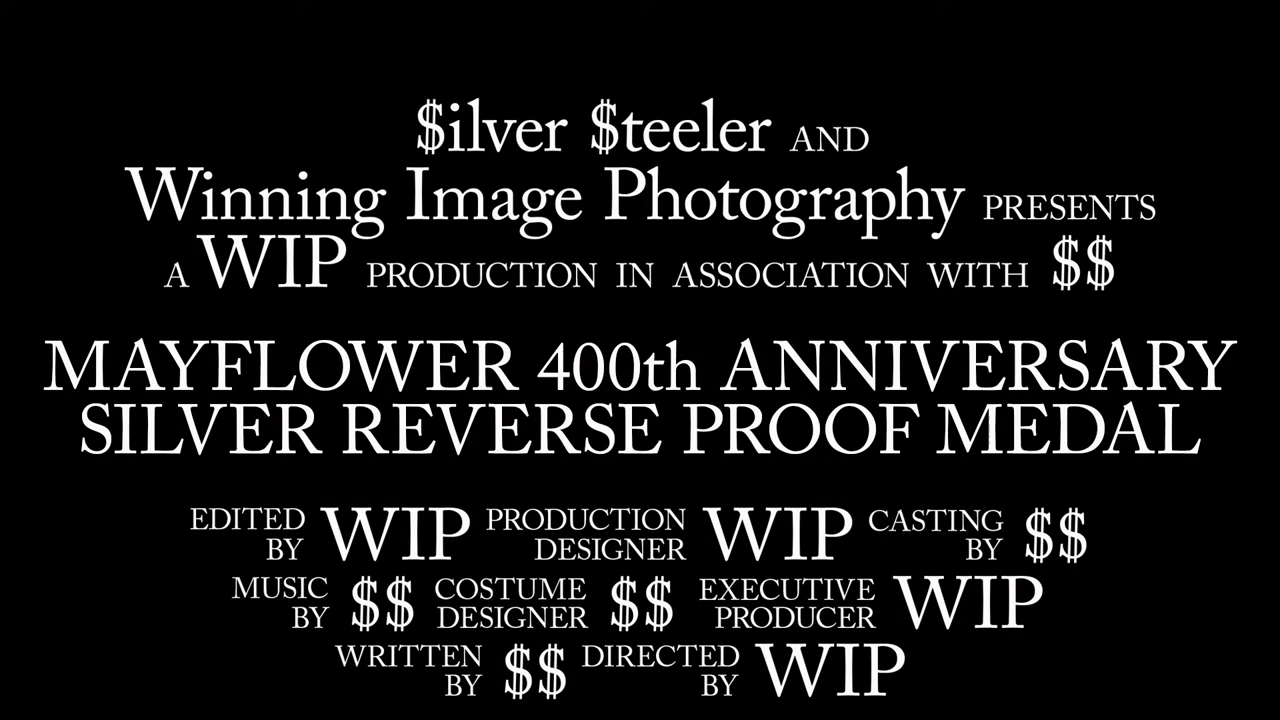 $ilver $teeler AND
Winning Image Photography PRESENTS
A WIP PRODUCTION IN ASSOCIATION WITH $$
MAYFLOWER 400th ANNIVERSARY
SILVER REVERSE PROOF MEDAL
EDITED BY WIP PRODUCTION DESIGNER WIP CASTING BY $$
MUSIC BY $$ COSTUME DESIGNER $$ EXECUTIVE PRODUCER WIP
WRITTEN BY $$ DIRECTED BY WIP